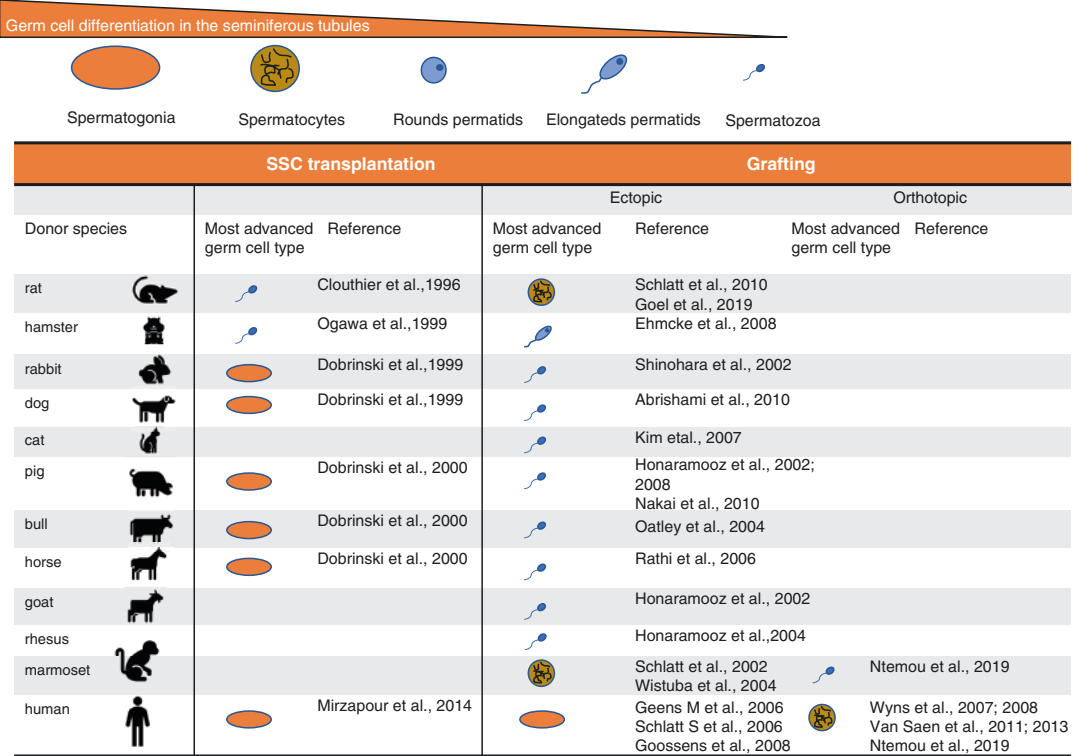 Germ cell differentiation in the seminiferous tubules
Spermatogonia Spermatocytes Rounds permatids Elongateds permatids Spermatozoa
SSC transplantation Grafting
Ectopic Orthotopic
Donor species Most advanced germ cell type Reference Most advanced germ cell type Reference Most advanced germ cell type Reference
rat Clouthier et al.,1996 Schlatt et al., 2010
Goel et al., 2019
hamster Ogawa et al.,1999 Ehmcke et al., 2008
rabbit Dobrinski et al.,1999 Shinohara et al., 2002
dog Dobrinski et al.,1999 Abrishami et al., 2010
cat Kim etal., 2007
pig Dobrinski et al., 2000 Honaramooz et al., 2002;
2008
Nakai et al., 2010
bull Dobrinski et al., 2000 Oatley et al., 2004
horse Dobrinski et al., 2000 Rathi et al., 2006
goat Honaramooz et al., 2002
rhesus Honaramooz et al.,2004
marmoset Schlatt et al., 2002 Ntemou et al., 2019
Wistuba et al., 2004
human Mirzapour et al., 2014 Geens M et al., 2006 Wyns et al., 2007; 2008
Schlatt S et al., 2006 Van Saen et al., 2011; 2013
Goossens et al., 2008 Ntemou et al., 2019